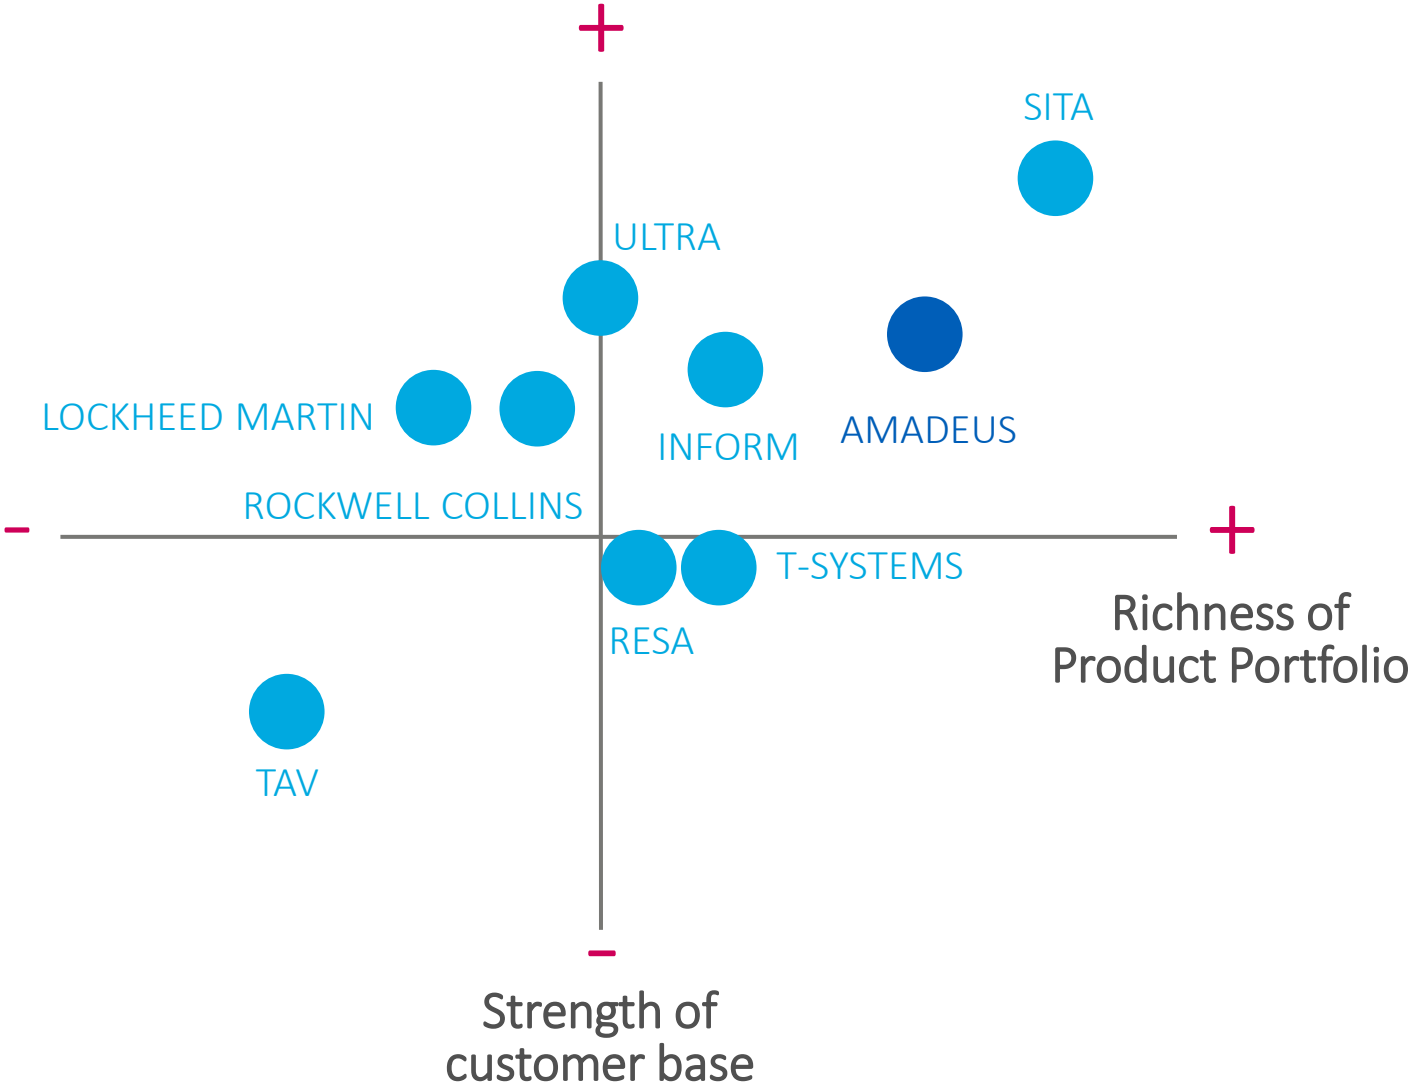 +
SITA
ULTRA
LOCKHEED MARTIN
INFORM
AMADEUS
ROCKWELL COLLINS
-
+
T-SYSTEMS
Richness of
Product Portfolio
RESA
TAV
-
Strength of
customer base